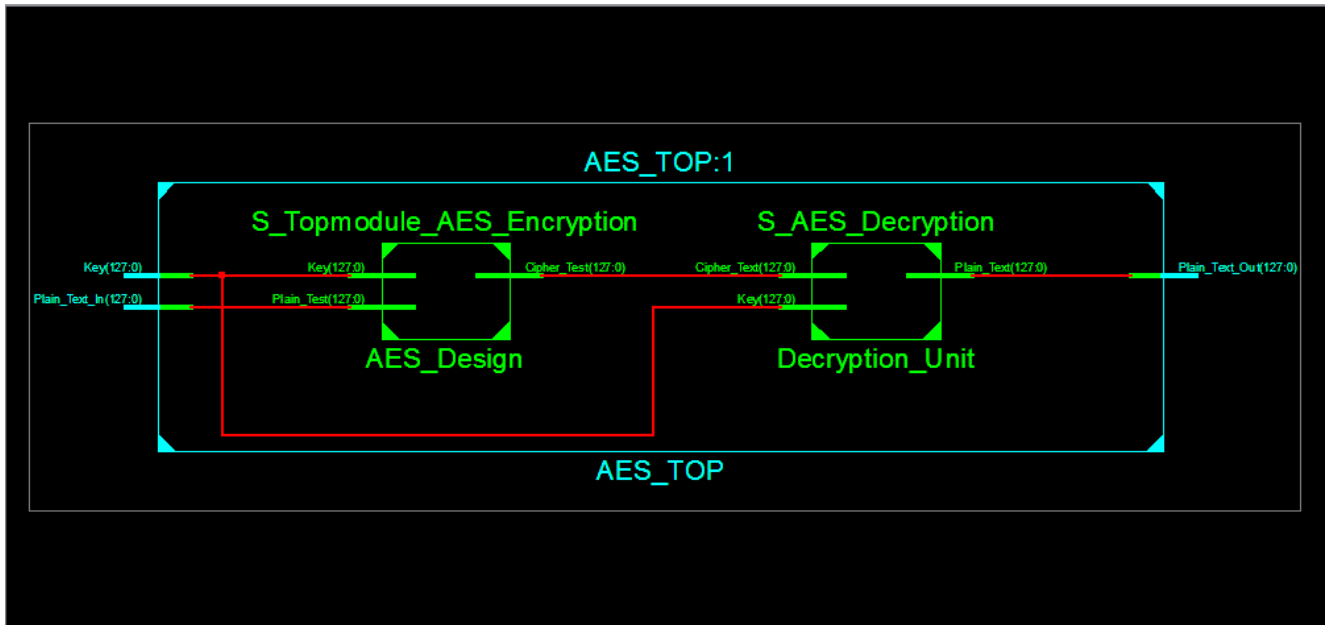 AES_TOP:1
S_Topmodule_AES_Encryption
S_AES_Decryption
Key(127:0)
Key(127:0)
Cipher_Test(127:0)
Cipher_Text(127:0)
Plain_Text(127:0)
Plain_Text_Out(127:0)
Plain_Text_In(127:0)
Plain_Test(127:0)
Key(127:0)
AES_Design
Decryption_Unit
AES_TOP